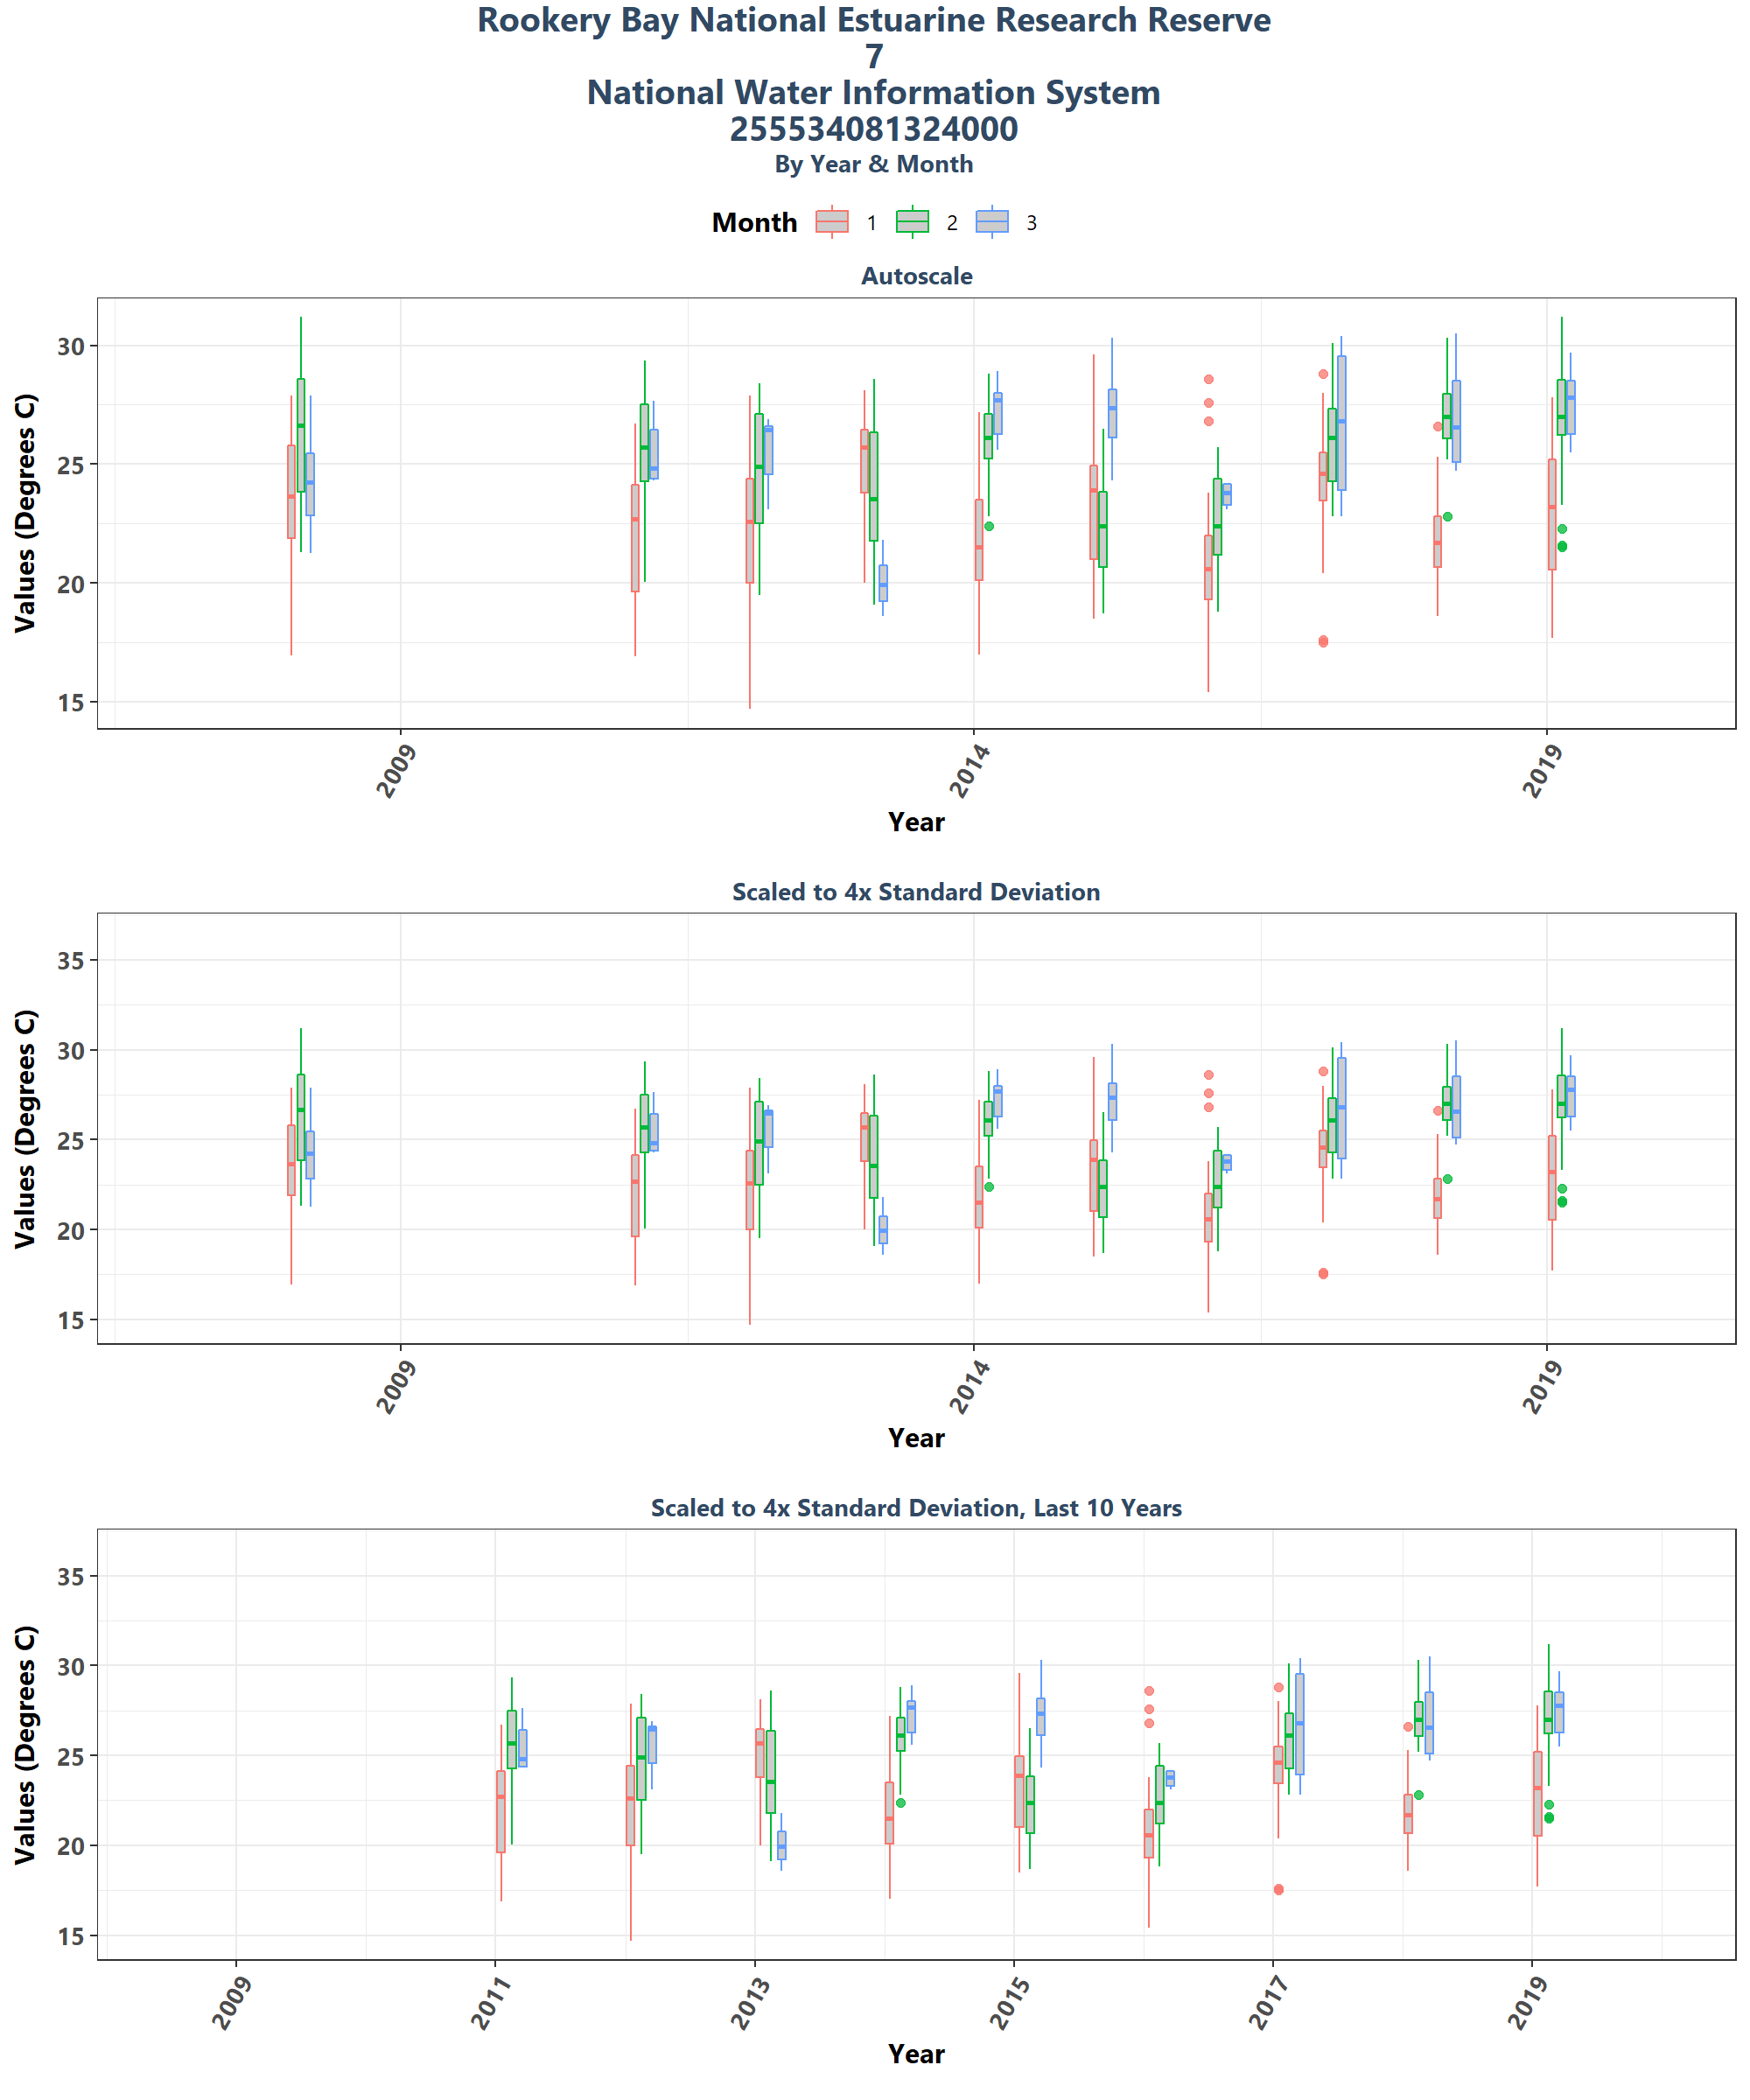 Rookery Bay National Estuarine Research Reserve
7
National Water Information System
255534081324000
By Year & Month
Month 1 2 3
Autoscale
Values (Degrees C)
30
25
20
15
2009 2014 2019
Year
Scaled to 4x Standard Deviation
Values (Degrees C)
35
30
25
20
15
2009 2014 2019
Year
Scaled to 4x Standard Deviation, Last 10 Years
Values (Degrees C)
35
30
25
20
15
2009 2011 2013 2015 2017 2019
Year